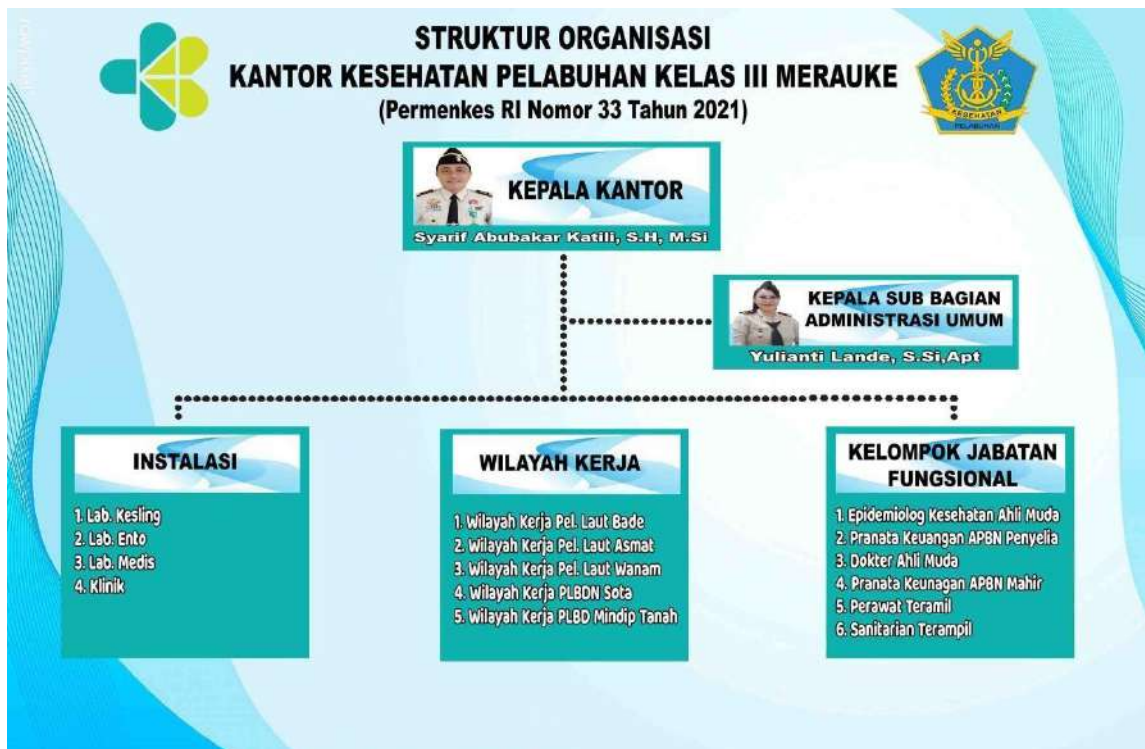 STRUKTUR ORGANISASI
KANTOR KESEHATAN PELABUHAN KELAS III MERAUKE
(Permenkes RI Nomor 33 Tahun 2021)
KESEHATAN
PELABUHAN
KEPALA KANTOR
Syarif Abubakar Katili, S.H, M.Si
KEPALA SUB BAGIAN
ADMINISTRASI UMUM
Yulianti Lande, S.Si,Apt
INSTALASI
1. Lab. Kesling
2. Lab. Ento
3. Lab. Medis
4. Klinik
WILAYAH KERJA
1. Wilayah Kerja Pel. Laut Bade
2. Wilayah Kerja Pel. Laut Asmat
3. Wilayah Kerja Pel. Laut Wanam
4. Wilayah Kerja PLBDN Sota
5. Wilayah Kerja PLBD Mindip Tanah
KELOMPOK JABATAN
FUNGSIONAL
1. Epidemiolog Kesehatan Ahli Muda
2. Pranata Keuangan APBN Penyelia
3. Dokter Ahli Muda
4. Pranata Keunagan APBN Mahir
5. Perawat Teramil
6. Sanitarian Terampil